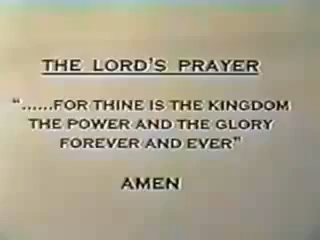 THE LORD'S PRAYER
"......FOR THINE IS THE KINGDOM
THE POWER AND THE GLORY
FOREVER AND EVER"
AMEN